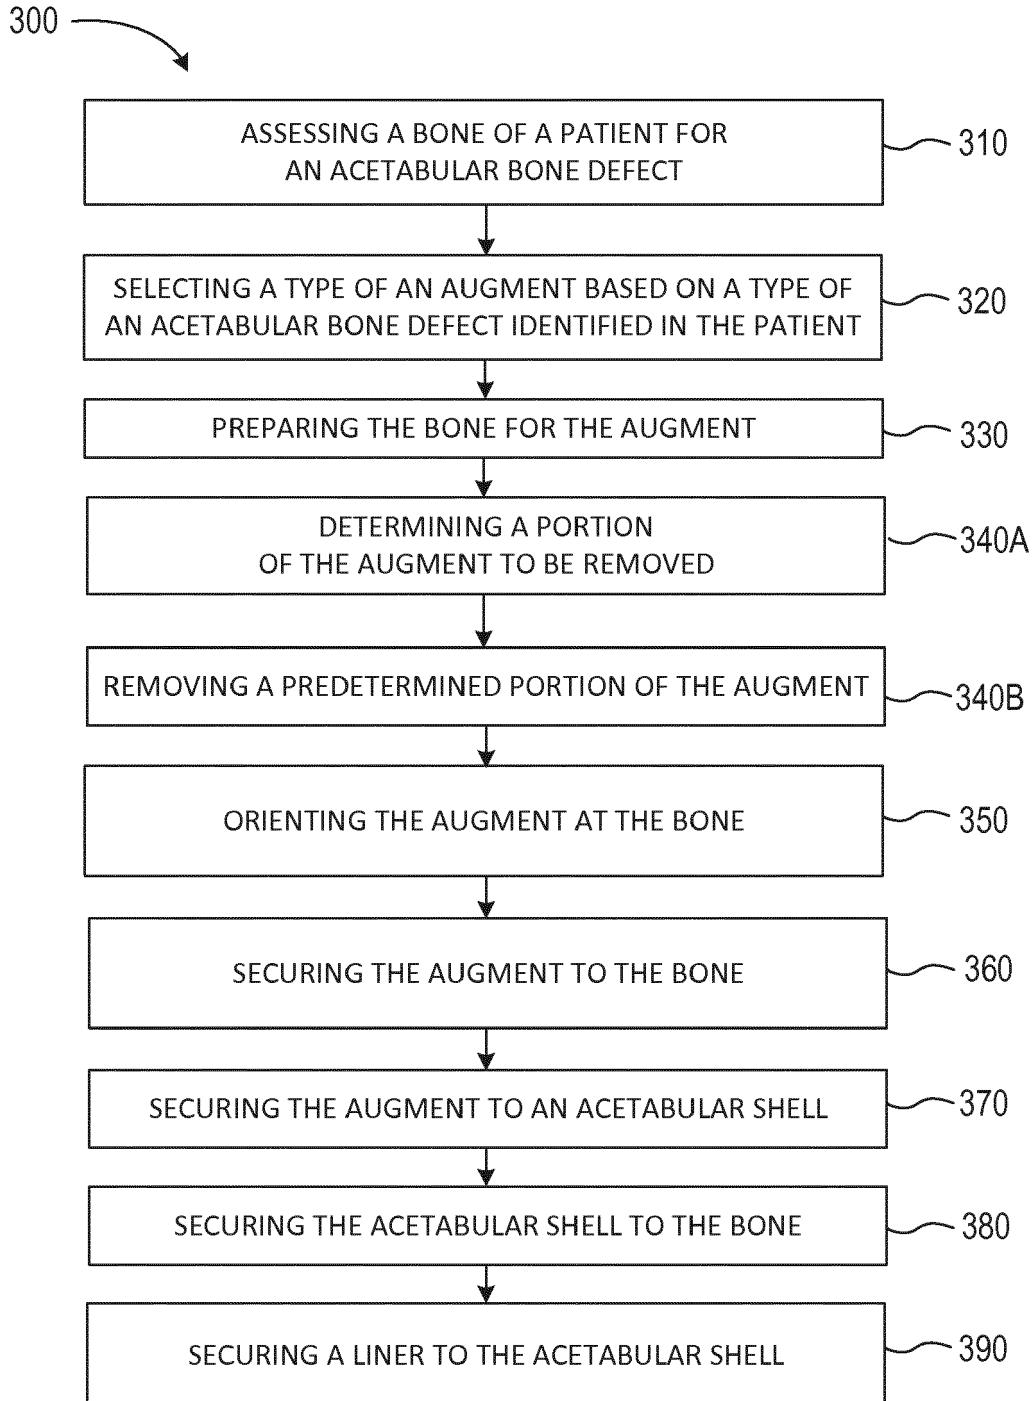 300
ASSESSING A BONE OF A PATIENT FOR
AN ACETABULAR BONE DEFECT
310
SELECTING A TYPE OF AN AUGMENT BASED ON A TYPE OF
AN ACETABULAR BONE DEFECT IDENTIFIED IN THE PATIENT
320
PREPARING THE BONE FOR THE AUGMENT
330
DETERMINING A PORTION
OF THE AUGMENT TO BE REMOVED
340A
REMOVING A PREDETERMINED PORTION OF THE AUGMENT
340B
ORIENTING THE AUGMENT AT THE BONE
350
SECURING THE AUGMENT TO THE BONE
360
SECURING THE AUGMENT TO AN ACETABULAR SHELL
370
SECURING THE ACETABULAR SHELL TO THE BONE
380
SECURING A LINER TO THE ACETABULAR SHELL
390